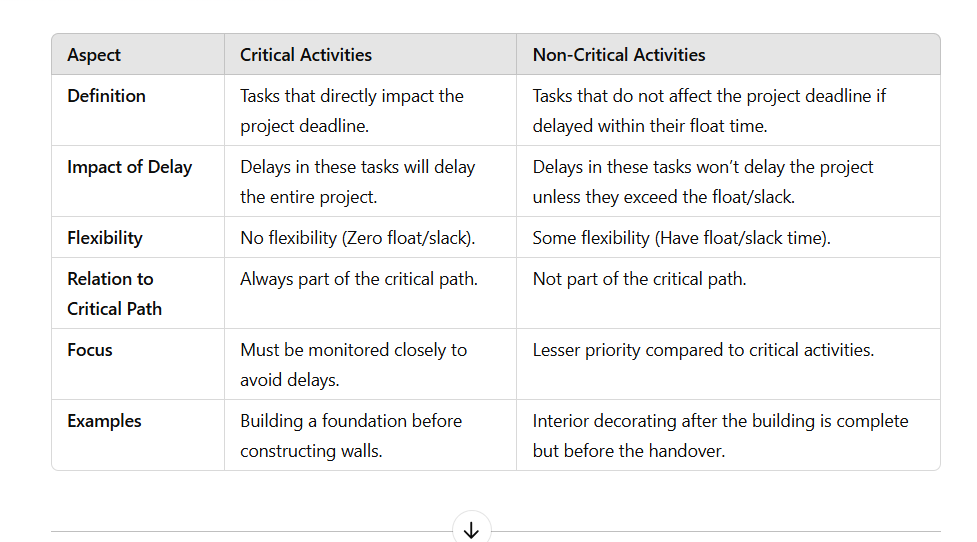 Aspect Critical Activities Non-Critical Activities
Definition Tasks that directly impact the Tasks that do not affect the project deadline if
project deadline. delayed within their float time.
Impact of Delay Delays in these tasks will delay Delays in these tasks won’t delay the project
the entire project. unless they exceed the float/slack.
Flexibility No flexibility (Zero float/slack). Some flexibility (Have float/slack time).
Relation to Always part of the critical path. Not part of the critical path.
Critical Path
Focus Must be monitored closely to Lesser priority compared to critical activities.
avoid delays.
Examples Building a foundation before Interior decorating after the building is complete
constructing walls. but before the handover.